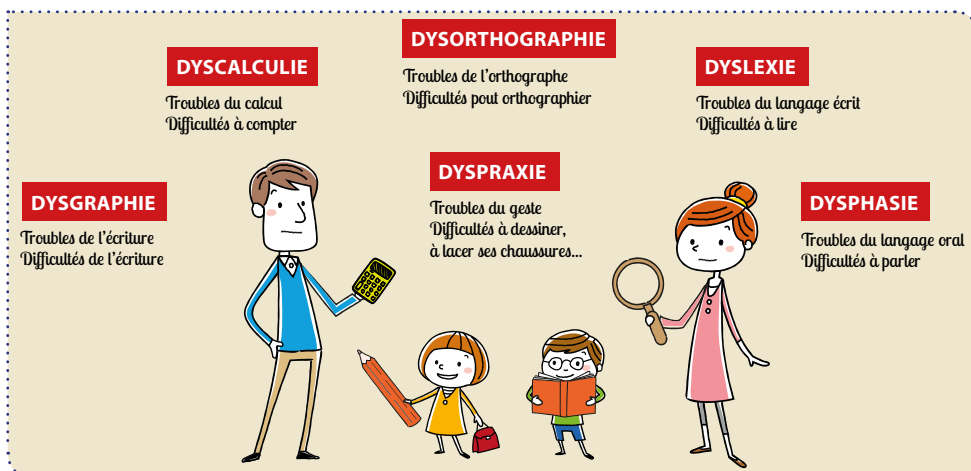 DYSORTHOGRAPHIE
Troubles de l'orthographe
Difficultés pout orthographier
DYSCALCULIE
Troubles du calcul
Difficultés à compter
DYSLEXIE
Troubles du langage écrit
Difficultés à lire
DYSGRAPHIE
Troubles de l'écriture
Difficultés de l'écriture
DYSPRAXIE
Troubles du geste
Difficultés à dessiner,
à lacer ses chaussures...
DYSPHASIE
Troubles du langage oral
Difficultés à parler